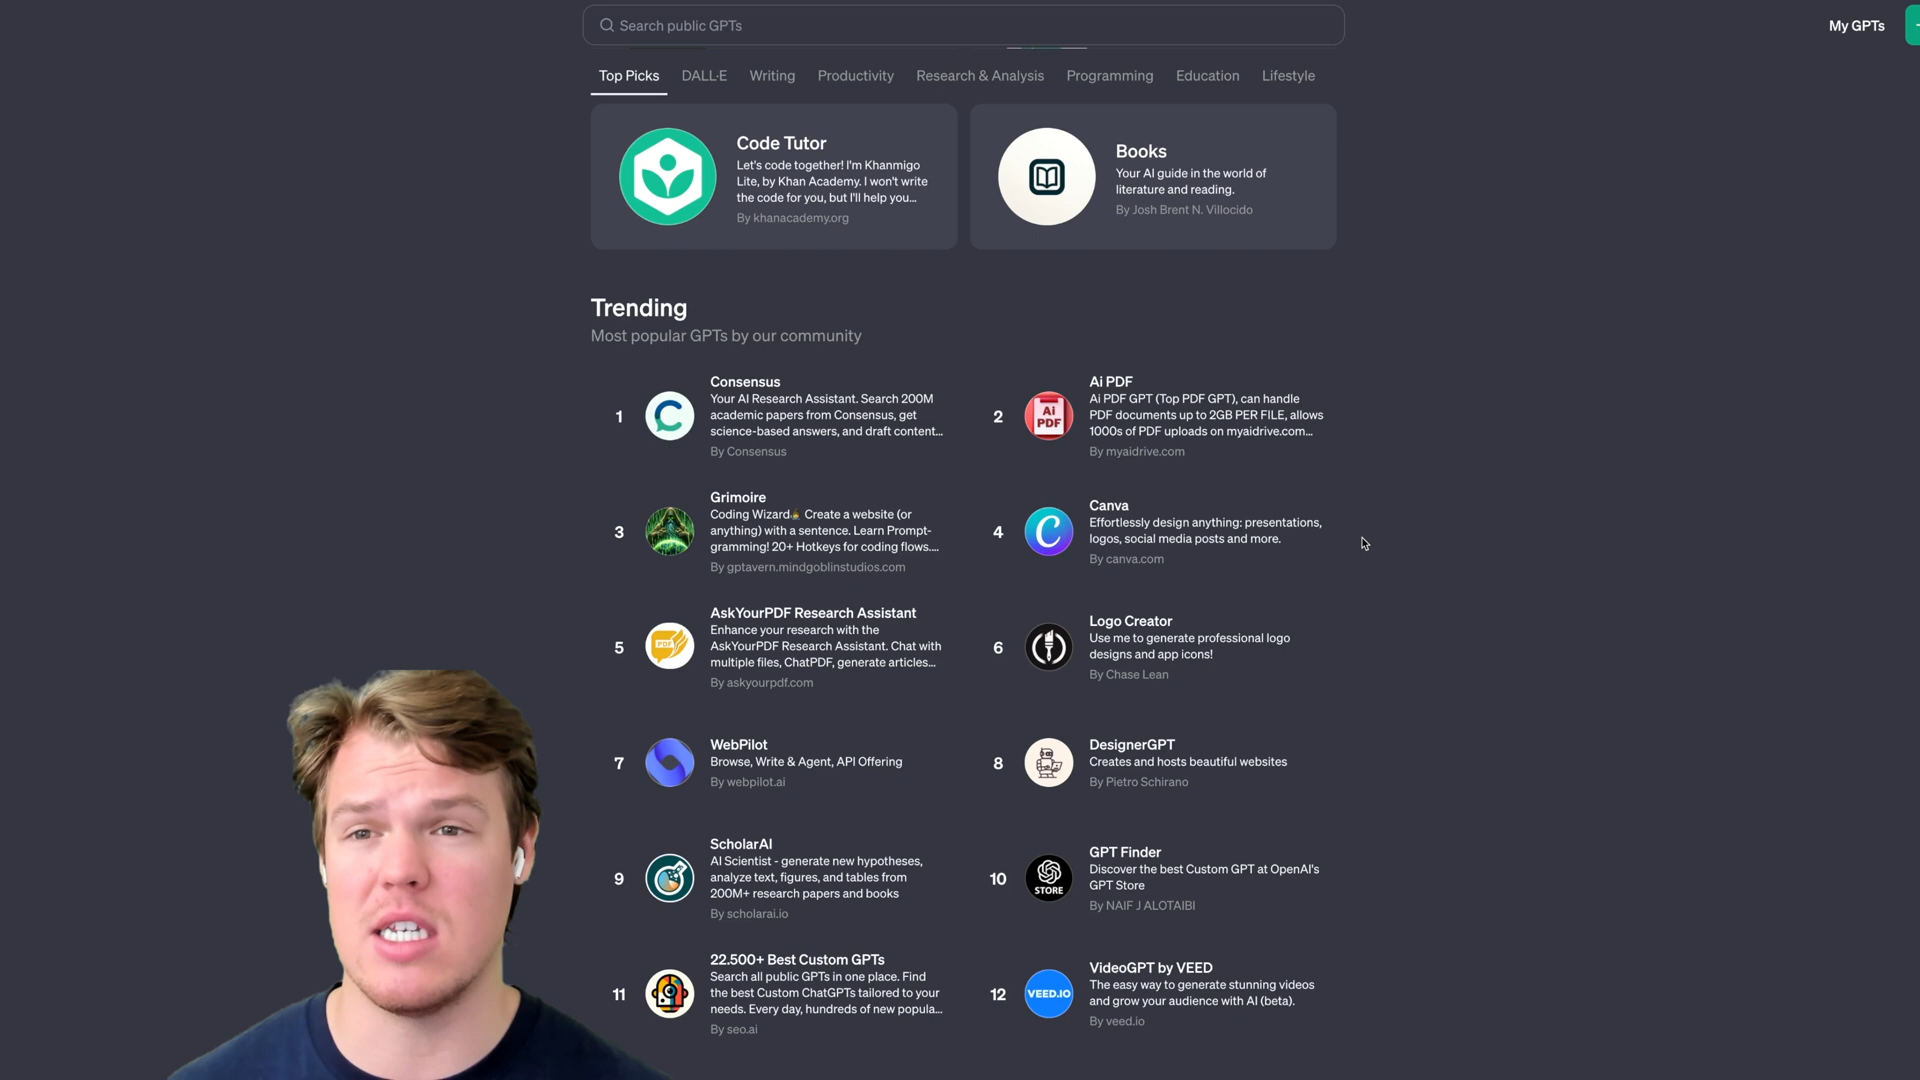 Search public GPTs
My GPTs
Top Picks
DALL·E
Writing
Productivity
Research & Analysis
Programming
Education
Lifestyle
Code Tutor
Let's code together! I'm Khanmigo
Lite, by Khan Academy. I won't write
the code for you, but I'll help you...
By khanacademy.org
Books
Your AI guide in the world of
literature and reading.
By Josh Brent N. Villocido
Trending
Most popular GPTs by our community
1
Consensus
Your AI Research Assistant. Search 200M
academic papers from Consensus, get
science-based answers, and draft content...
By Consensus
2
Ai
PDF
Ai PDF
Ai PDF GPT (Top PDF GPT), can handle
PDF documents up to 2GB PER FILE, allows
1000s of PDF uploads on myaidrive.com...
By myaidrive.com
3
Grimoire
Coding Wizard🧙‍♂️ Create a website (or
anything) with a sentence. Learn Prompt-
gramming! 20+ Hotkeys for coding flows....
By gptavern.mindgoblinstudios.com
4
C
Canva
Effortlessly design anything: presentations,
logos, social media posts and more.
By canva.com
5
PDF
AskYourPDF Research Assistant
Enhance your research with the
AskYourPDF Research Assistant. Chat with
multiple files, ChatPDF, generate articles...
By askyourpdf.com
6
Logo Creator
Use me to generate professional logo
designs and app icons!
By Chase Lean
7
WebPilot
Browse, Write & Agent, API Offering
By webpilot.ai
8
DesignerGPT
Creates and hosts beautiful websites
By Pietro Schirano
9
ScholarAI
AI Scientist - generate new hypotheses,
analyze text, figures, and tables from
200M+ research papers and books
By scholarai.io
10
STORE
GPT Finder
Discover the best Custom GPT at OpenAI's
GPT Store
By NAIF J ALOTAIBI
11
22.500+ Best Custom GPTs
Search all public GPTs in one place. Find
the best Custom ChatGPTs tailored to your
needs. Every day, hundreds of new popula...
By seo.ai
12
VEED.IO
VideoGPT by VEED
The easy way to generate stunning videos
and grow your audience with AI (beta).
By veed.io